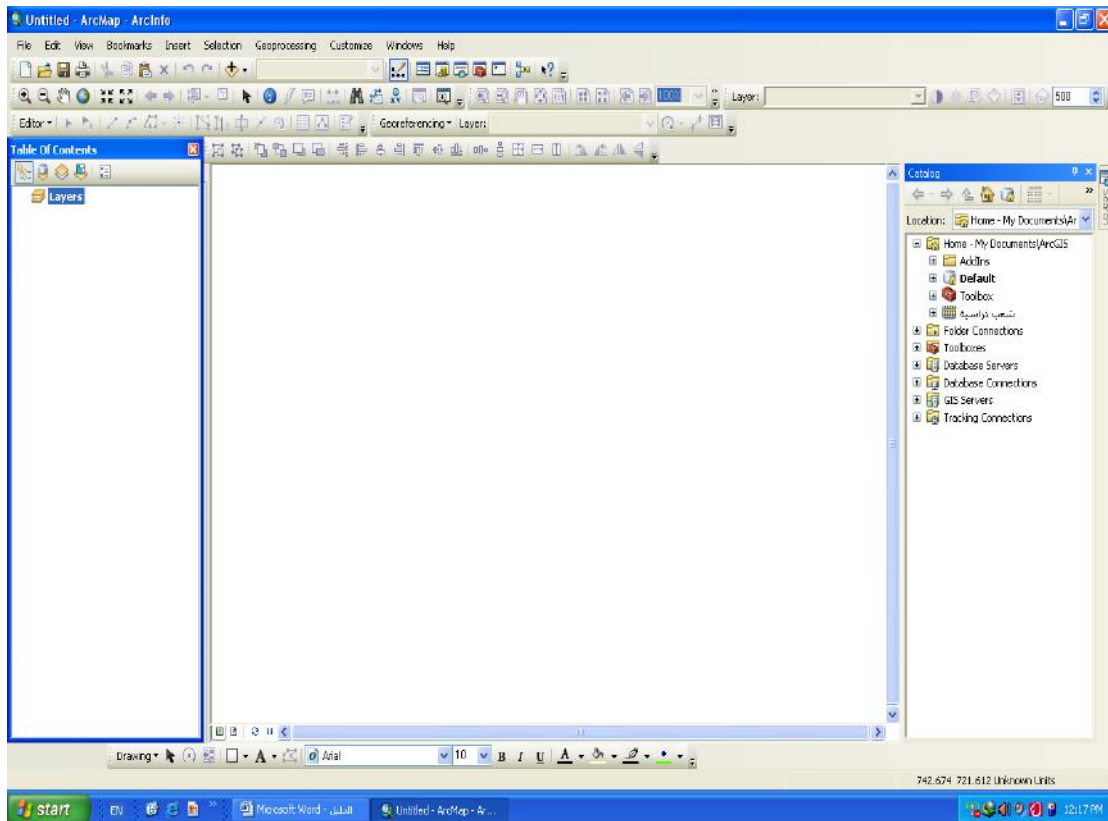 Untitled - ArcMap - ArcInfo
File Edit View Bookmarks Insert Selection Geoprocessing Customize Windows Help
100% Layer: 500
Editor Georeferencing Layer:
Table Of Contents
Layers
Catalog
Location: Home - My Documents\Ar
Home - My Documents\ArcGIS
AddIns
Default
Toolbox
شعب دراسية
Folder Connections
Toolboxes
Database Servers
Database Connections
GIS Servers
Tracking Connections
Drawing A Arial 10 B I U A
742.674 721.612 Unknown Units
start EN Microsoft Word - الدليل Untitled - ArcMap - Ar... 12:17 PM